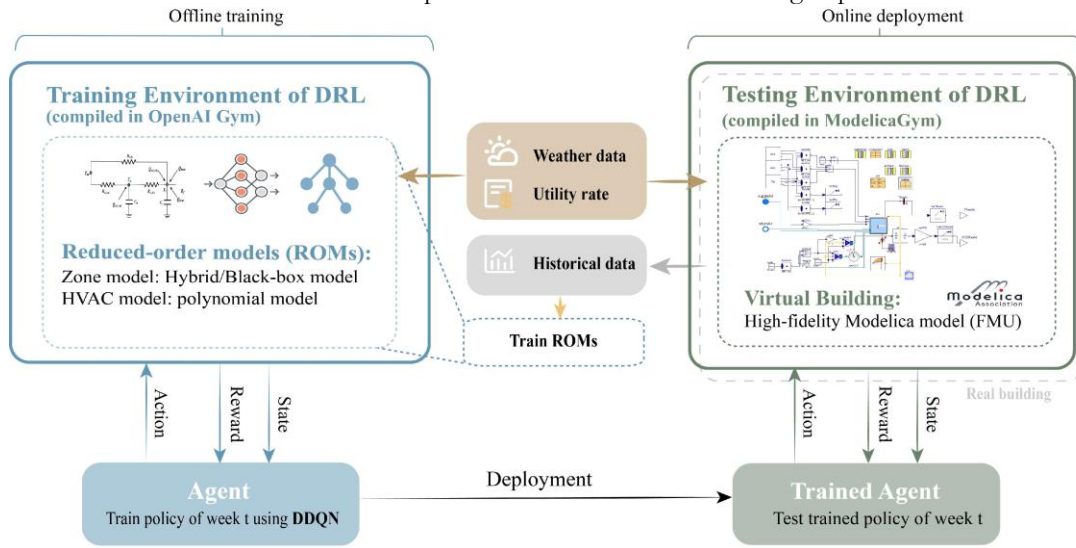 Offline training
Online deployment
Training Environment of DRL
(compiled in OpenAI Gym)
Reduced-order models (ROMs):
Zone model: Hybrid/Black-box model
HVAC model: polynomial model
Weather data
Utility rate
Historical data
Train ROMs
Testing Environment of DRL
(compiled in ModelicaGym)
Virtual Building:
Modelica
Association
High-fidelity Modelica model (FMU)
Real building
Action
Reward
State
Action
Reward
State
Agent
Train policy of week t using DDQN
Deployment
Trained Agent
Test trained policy of week t